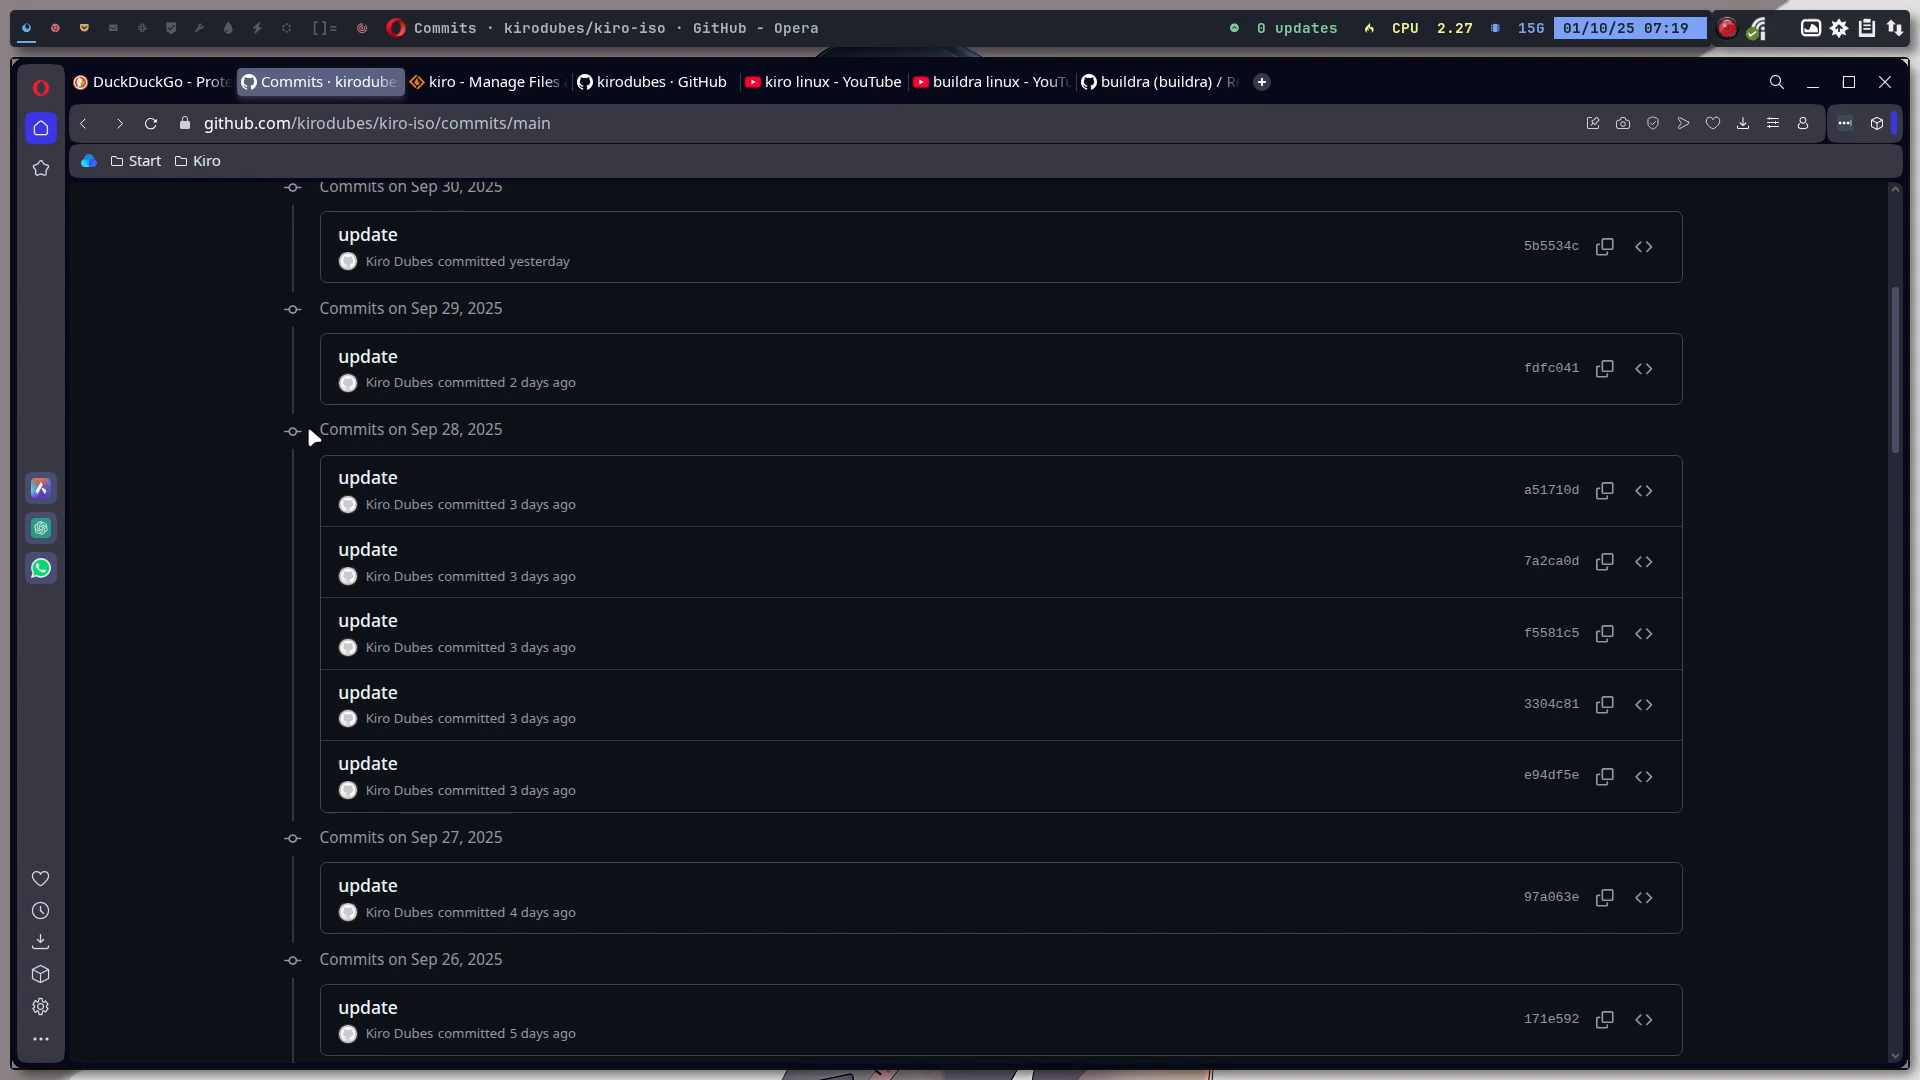 []= Commits · kirodubes/kiro-iso · GitHub - Opera 0 updates CPU 2.27 15G 01/10/25 07:19
DuckDuckGo - Prote Commits · kirodube kiro - Manage Files kirodubes · GitHub kiro linux - YouTube buildra linux - YouTu buildra (buildra) / Re
github.com/kirodubes/kiro-iso/commits/main
Start Kiro
Commits on Sep 30, 2025
update
Kiro Dubes committed yesterday
5b5534c
Commits on Sep 29, 2025
update
Kiro Dubes committed 2 days ago
fdfc041
Commits on Sep 28, 2025
update
Kiro Dubes committed 3 days ago
a51710d
update
Kiro Dubes committed 3 days ago
7a2ca0d
update
Kiro Dubes committed 3 days ago
f5581c5
update
Kiro Dubes committed 3 days ago
3304c81
update
Kiro Dubes committed 3 days ago
e94df5e
Commits on Sep 27, 2025
update
Kiro Dubes committed 4 days ago
97a063e
Commits on Sep 26, 2025
update
Kiro Dubes committed 5 days ago
171e592